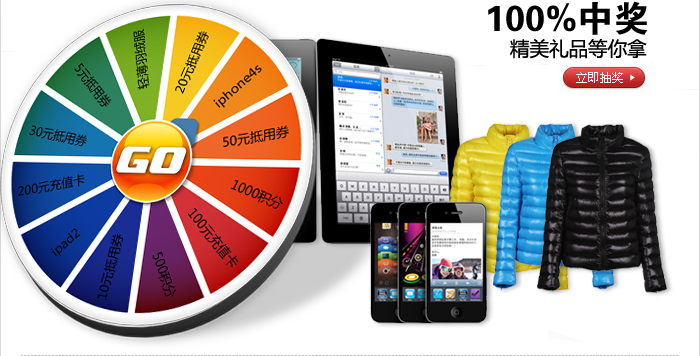 100%中奖
精美礼品等你拿
立即抽奖
GO
20元抵用券
iphone4s
50元抵用券
1000积分
100元充值卡
500积分
10元抵用券
ipad2
200元充值卡
30元抵用券
5元抵用券
轻薄羽绒服